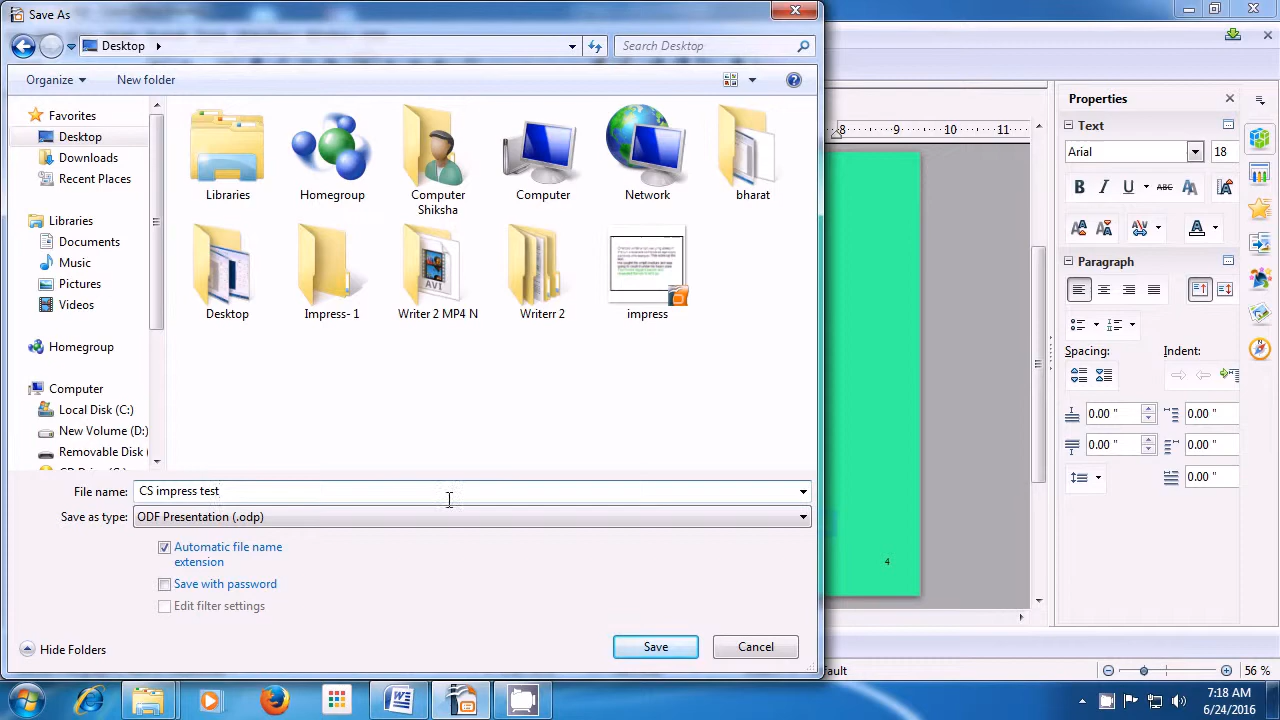 Save As
Desktop
Search Desktop
Organize
New folder
Favorites
Desktop
Downloads
Recent Places
Libraries
Documents
Music
Pictures
Videos
Homegroup
Computer
Local Disk (C:)
New Volume (D:)
Removable Disk (
Libraries
Homegroup
Computer
Shiksha
Computer
Network
bharat
Desktop
Impress- 1
Writer 2 MP4 N
Writerr 2
impress
AVI
File name:
CS impress test
Save as type:
ODF Presentation (.odp)
Automatic file name
extension
Save with password
Edit filter settings
Hide Folders
Save
Cancel
8 9 10 11
4
Properties
Text
Arial
18
B I U ABC A
A
Paragraph
Spacing:
Indent:
0.00 "
0.00 "
0.00 "
0.00 "
0.00 "
fault
56 %
7:18 AM
6/24/2016